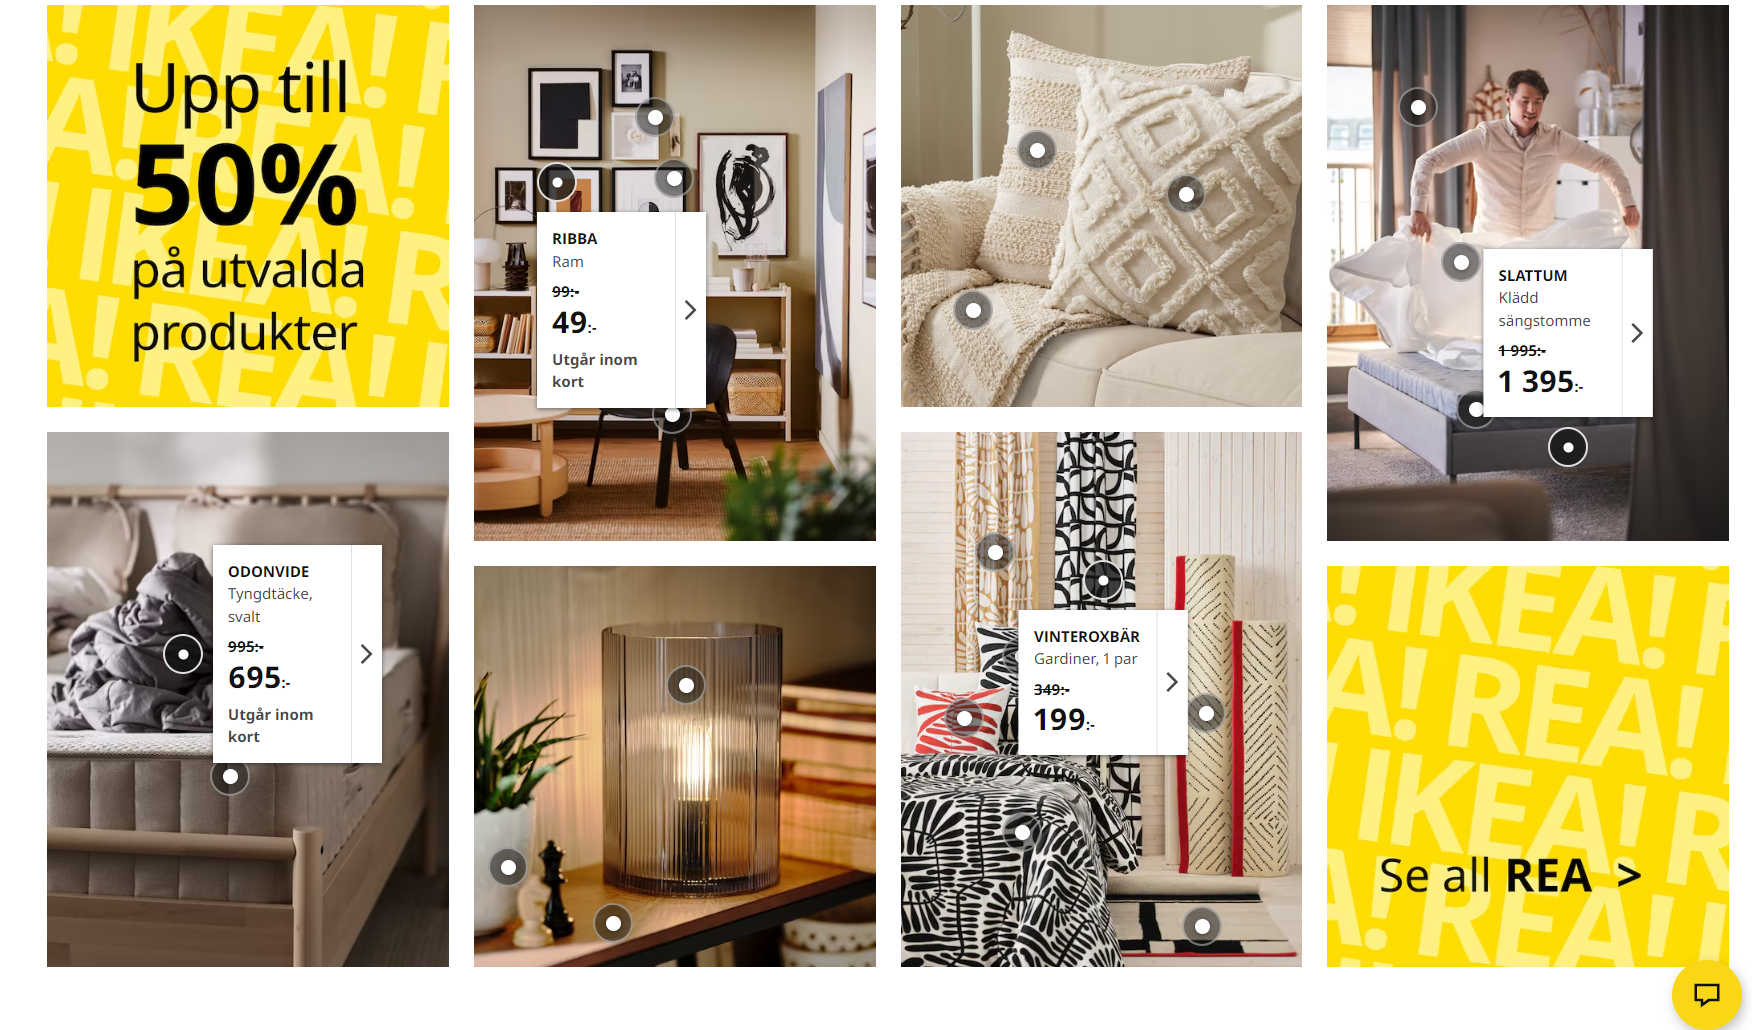 Upp till
50%
på utvalda
produkter
RIBBA
Ram
99:-
49:-
Utgår inom
kort
SLATTUM
Klädd
sängstomme
1 995:-
1 395:-
ODONVIDE
Tyngdtäcke,
svalt
995:-
695:-
Utgår inom
kort
VINTEROXBÄR
Gardiner, 1 par
349:-
199:-
Se all REA >